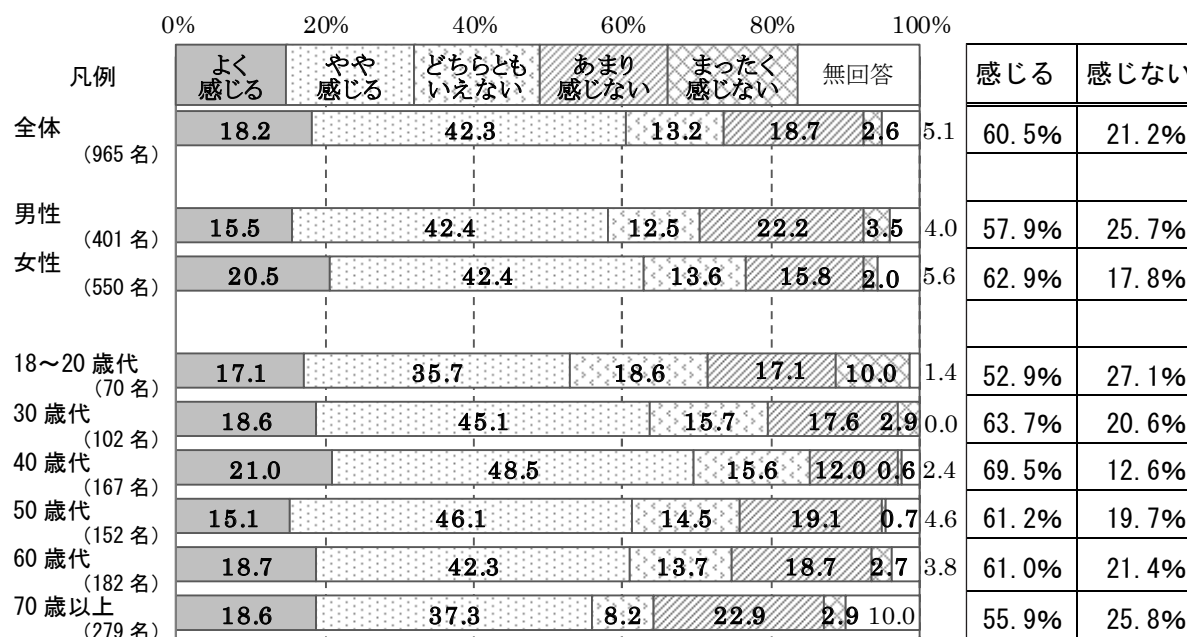 0% 20% 40% 60% 80% 100%
凡例 よく感じる やや感じる どちらともいえない あまり感じない まったく感じない 無回答 感じる 感じない
全体 18.2 42.3 13.2 18.7 2.6 5.1 60.5% 21.2%
(965 名)
男性 15.5 42.4 12.5 22.2 3.5 4.0 57.9% 25.7%
(401 名)
女性 20.5 42.4 13.6 15.8 2.0 5.6 62.9% 17.8%
(550 名)
18～20 歳代 17.1 35.7 18.6 17.1 10.0 1.4 52.9% 27.1%
(70 名)
30 歳代 18.6 45.1 15.7 17.6 2.9 0.0 63.7% 20.6%
(102 名)
40 歳代 21.0 48.5 15.6 12.0 0.6 2.4 69.5% 12.6%
(167 名)
50 歳代 15.1 46.1 14.5 19.1 0.7 4.6 61.2% 19.7%
(152 名)
60 歳代 18.7 42.3 13.7 18.7 2.7 3.8 61.0% 21.4%
(182 名)
70 歳以上 18.6 37.3 8.2 22.9 2.9 10.0 55.9% 25.8%
(279 名)